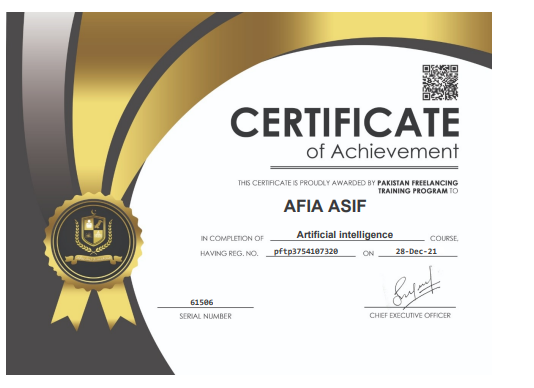 CERTIFICATE
of Achievement
THIS CERTIFICATE IS PROUDLY AWARDED BY PAKISTAN FREELANCING
TRAINING PROGRAM TO
AFIA ASIF
IN COMPLETION OF Artificial intelligence COURSE,
HAVING REG. NO. pftp3754107320 ON 28-Dec-21
61506
SERIAL NUMBER
CHIEF EXECUTIVE OFFICER